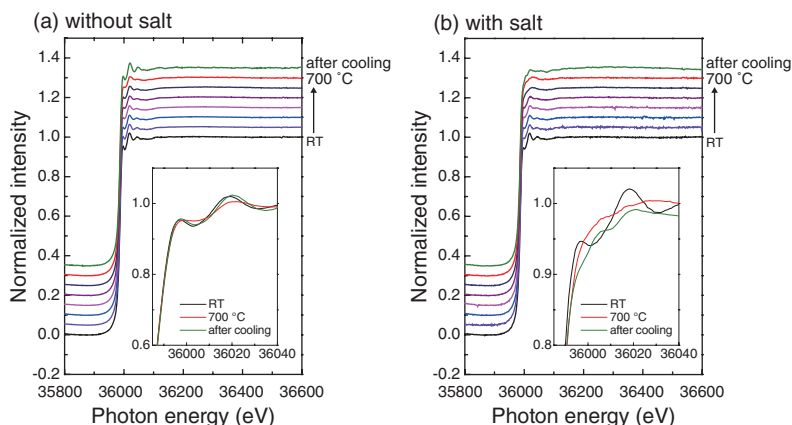 (a) without salt
Normalized intensity
1.4
1.2
1.0
0.8
0.6
0.4
0.2
0.0
-0.2
after cooling
700 °C
RT
1.0
0.8
0.6
RT
700 °C
after cooling
36000 36020 36040
35800 36000 36200 36400 36600
Photon energy (eV)
(b) with salt
Normalized intensity
1.4
1.2
1.0
0.8
0.6
0.4
0.2
0.0
-0.2
after cooling
700 °C
RT
1.0
0.9
0.8
RT
700 °C
after cooling
36000 36020 36040
35800 36000 36200 36400 36600
Photon energy (eV)